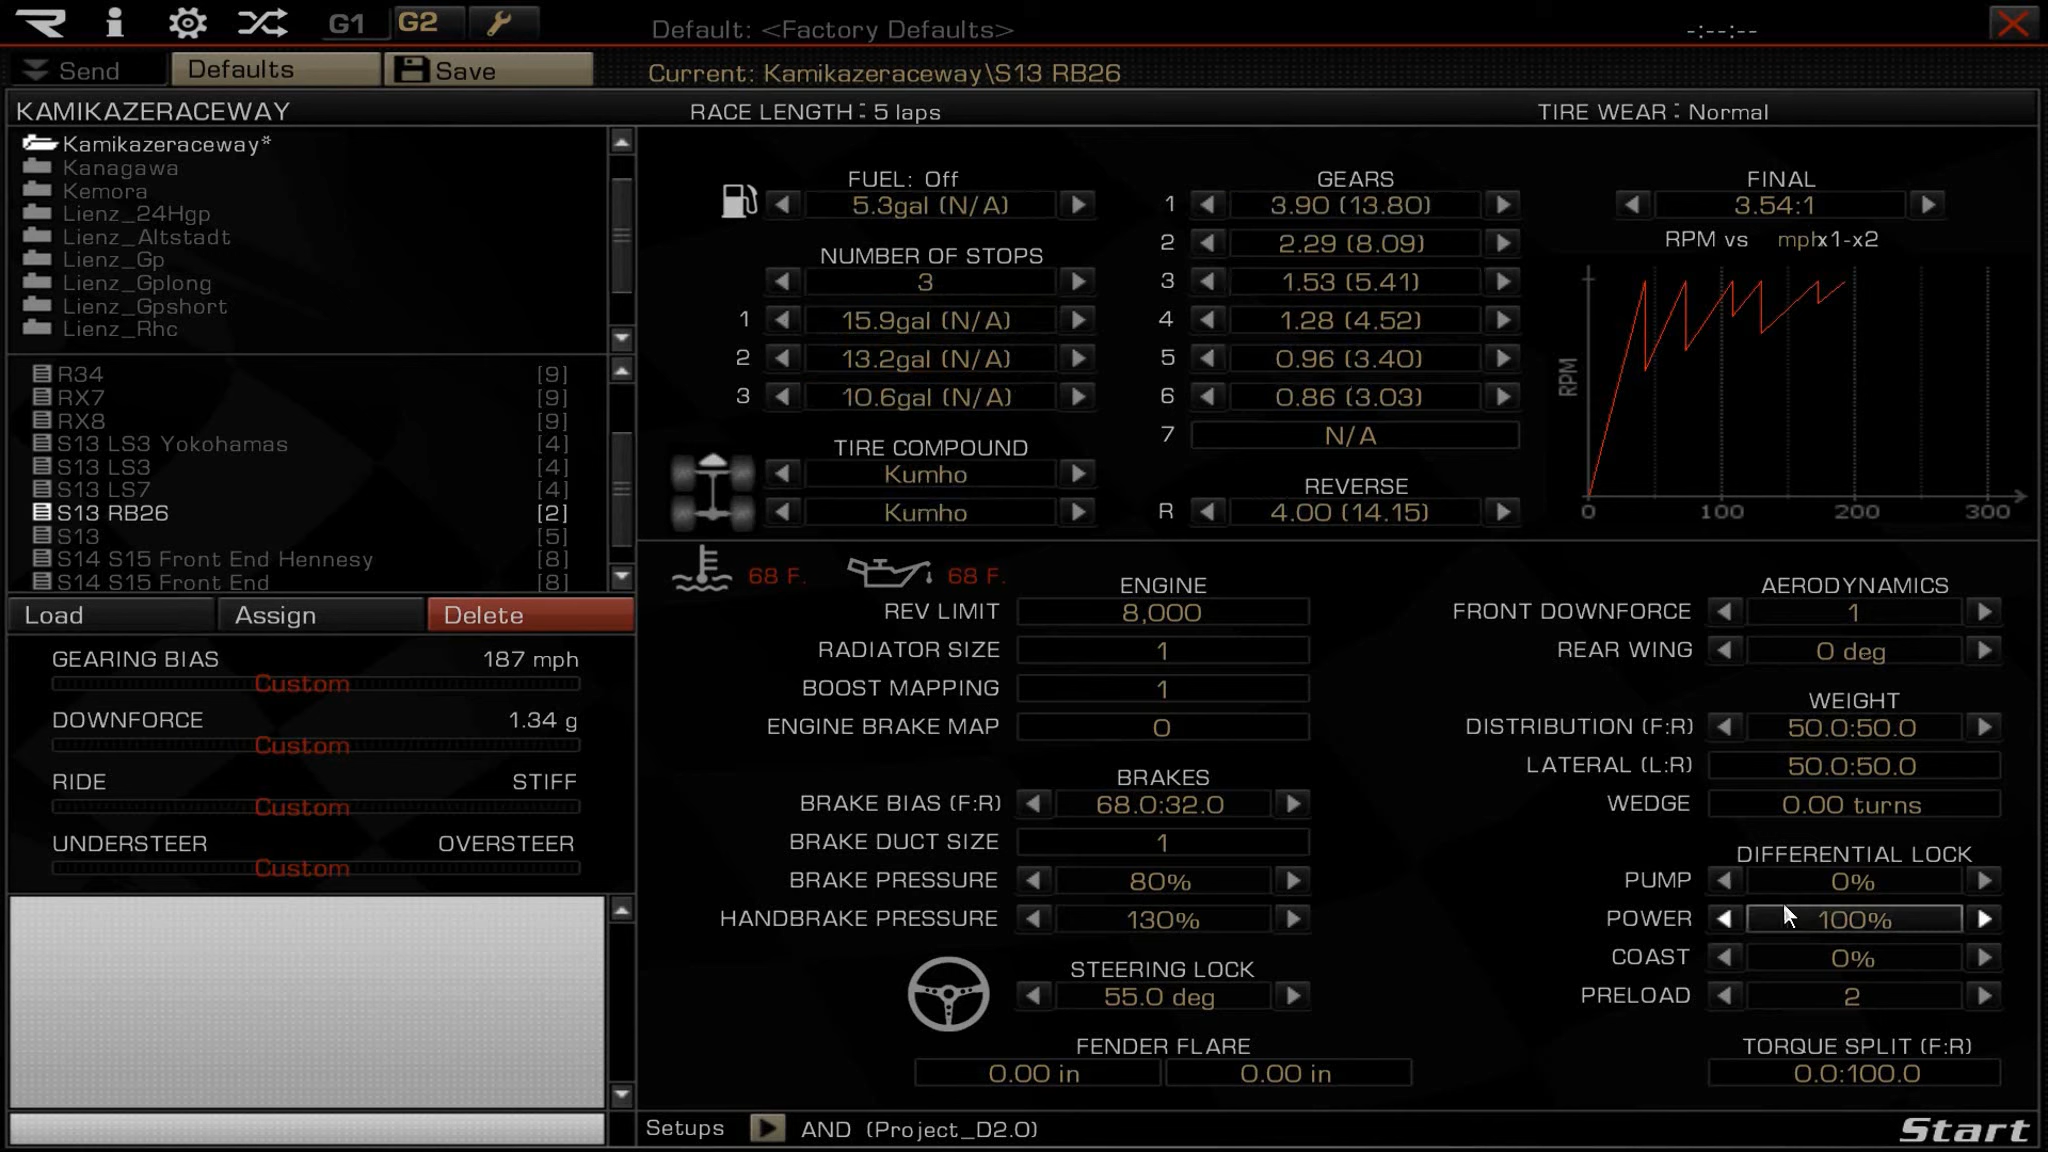 G1 G2 Default: <Factory Defaults> -:--:--
Send Defaults Save Current: Kamikazeraceway\S13 RB26
KAMIKAZERACEWAY RACE LENGTH : 5 laps TIRE WEAR : Normal
Kamikazeraceway*
Kanagawa
Kemora
Lienz_24Hgp
Lienz_Altstadt
Lienz_Gp
Lienz_Gplong
Lienz_Gpshort
Lienz_Rhc
R34 [9]
RX7 [9]
RX8 [9]
S13 LS3 Yokohamas [4]
S13 LS3 [4]
S13 LS7 [4]
S13 RB26 [2]
S13 [5]
S14 S15 Front End Hennesy [8]
S14 S15 Front End [8]
Load Assign Delete
GEARING BIAS 187 mph
Custom
DOWNFORCE 1.34 g
Custom
RIDE STIFF
Custom
UNDERSTEER OVERSTEER
Custom
FUEL: Off
5.3gal (N/A)
NUMBER OF STOPS
3
1 15.9gal (N/A)
2 13.2gal (N/A)
3 10.6gal (N/A)
TIRE COMPOUND
Kumho
Kumho
GEARS
1 3.90 (13.80)
2 2.29 (8.09)
3 1.53 (5.41)
4 1.28 (4.52)
5 0.96 (3.40)
6 0.86 (3.03)
7 N/A
REVERSE
R 4.00 (14.15)
FINAL
3.54:1
RPM vs mphx1-x2
RPM
0 100 200 300
68 F. 68 F.
ENGINE
REV LIMIT 8,000
RADIATOR SIZE 1
BOOST MAPPING 1
ENGINE BRAKE MAP 0
BRAKES
BRAKE BIAS (F:R) 68.0:32.0
BRAKE DUCT SIZE 1
BRAKE PRESSURE 80%
HANDBRAKE PRESSURE 130%
STEERING LOCK
55.0 deg
FENDER FLARE
0.00 in 0.00 in
AERODYNAMICS
FRONT DOWNFORCE 1
REAR WING 0 deg
WEIGHT
DISTRIBUTION (F:R) 50.0:50.0
LATERAL (L:R) 50.0:50.0
WEDGE 0.00 turns
DIFFERENTIAL LOCK
PUMP 0%
POWER 100%
COAST 0%
PRELOAD 2
TORQUE SPLIT (F:R)
0.0:100.0
Setups AND (Project_D2.0) Start